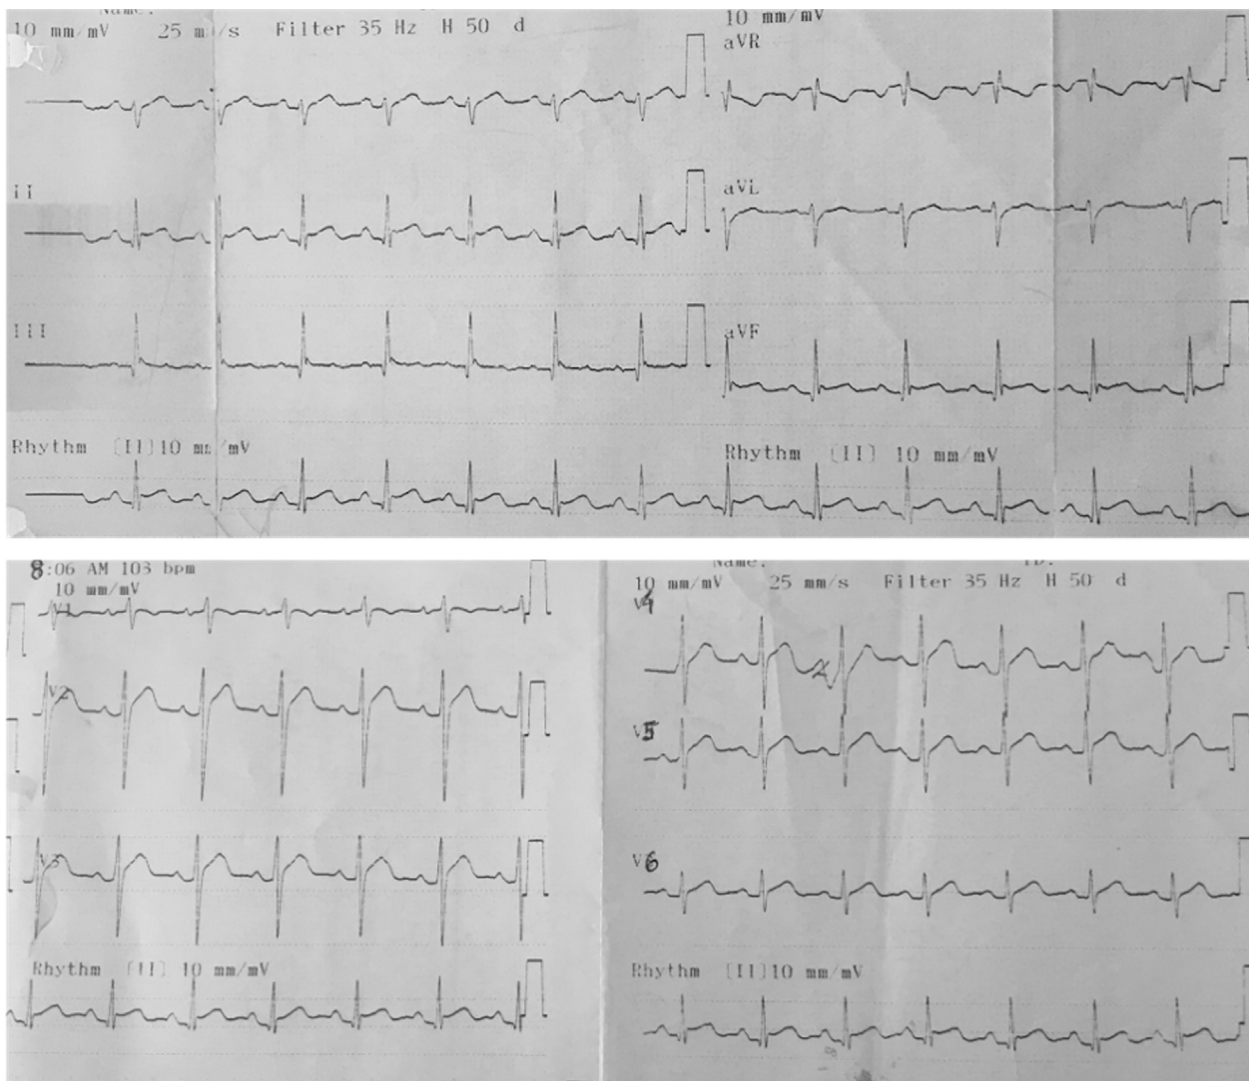 10 mm/mV 25 mm/s Filter 35 Hz H 50 d
10 mm/mV
aVR
II
aVL
III
aVF
Rhythm [II] 10 mm/mV
Rhythm [II] 10 mm/mV
8:06 AM 103 bpm
10 mm/mV
V1
V2
V3
Rhythm [II] 10 mm/mV
Name: ID:
10 mm/mV 25 mm/s Filter 35 Hz H 50 d
V4
V5
V6
Rhythm [II] 10 mm/mV